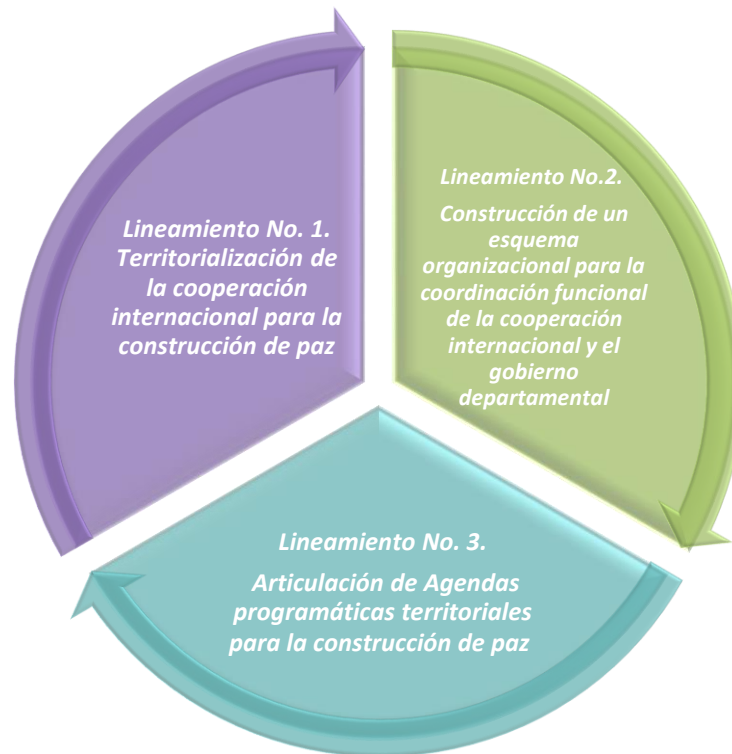 Lineamiento No. 1.
Territorialización de
la cooperación
internacional para la
construcción de paz
Lineamiento No.2.
Construcción de un
esquema
organizacional para la
coordinación funcional
de la cooperación
internacional y el
gobierno
departamental
Lineamiento No. 3.
Articulación de Agendas
programáticas territoriales
para la construcción de paz